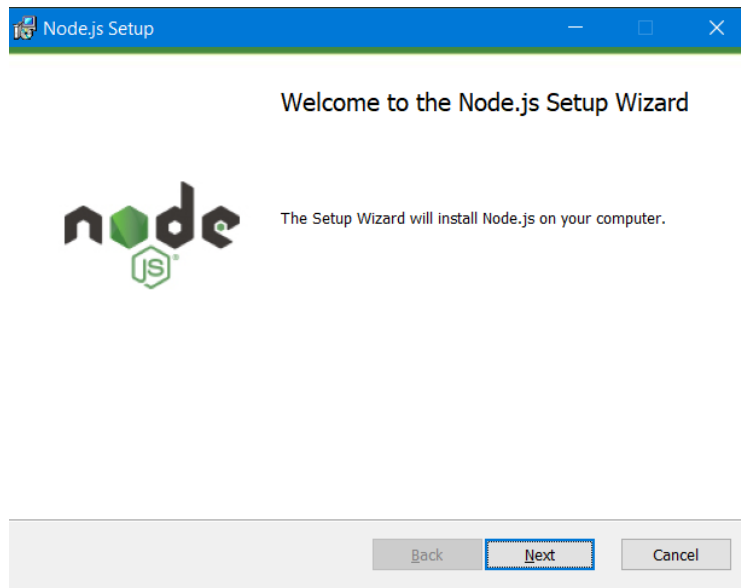 Node.js Setup
Welcome to the Node.js Setup Wizard
node
JS®
The Setup Wizard will install Node.js on your computer.
Back Next Cancel